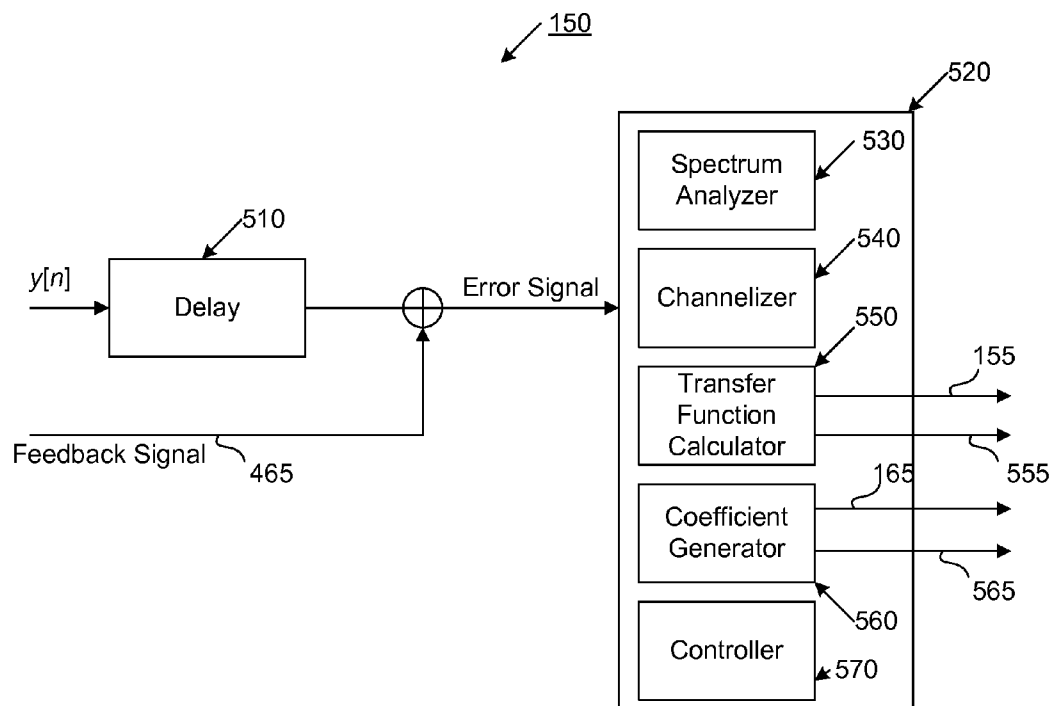 150
520
530
Spectrum
Analyzer
510
540
y[n]
Delay
Error Signal
Channelizer
550
155
Transfer
Function
Calculator
Feedback Signal
465
555
165
Coefficient
Generator
565
560
Controller
570